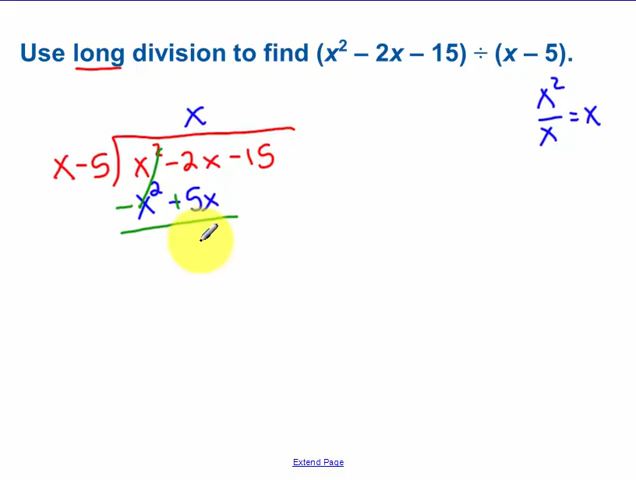 Use long division to find (x² – 2x – 15) ÷ (x – 5).
x
x-5 x²-2x-15
-x²+5x
x²/x = x
Extend Page